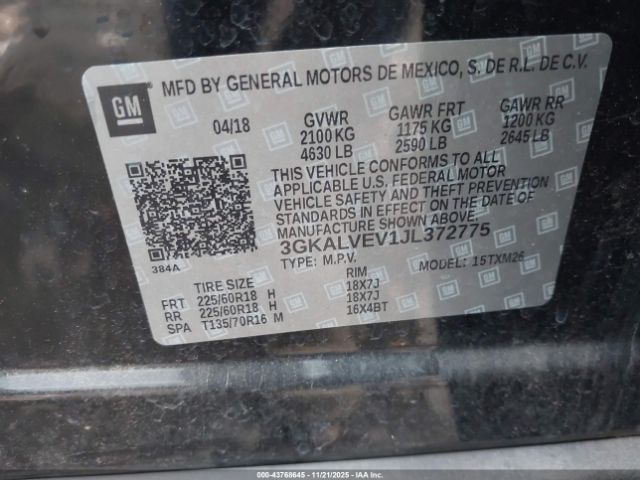 GM
MFD BY GENERAL MOTORS DE MEXICO, S. DE R.L. DE C.V.
04/18 GVWR GAWR FRT GAWR RR
2100 KG 1175 KG 1200 KG
4630 LB 2590 LB 2645 LB
THIS VEHICLE CONFORMS TO ALL
APPLICABLE U.S. FEDERAL MOTOR
VEHICLE SAFETY AND THEFT PREVENTION
STANDARDS IN EFFECT ON THE DATE OF
MANUFACTURE SHOWN ABOVE.
3GKALVEV1JL372775
384A
TYPE: M.P.V. MODEL: 15TXM26
TIRE SIZE RIM
FRT 225/60R18 H 18X7J
RR 225/60R18 H 18X7J
SPA T135/70R16 M 16X4BT
000-43768645 11/21/2025 IAAI.COM